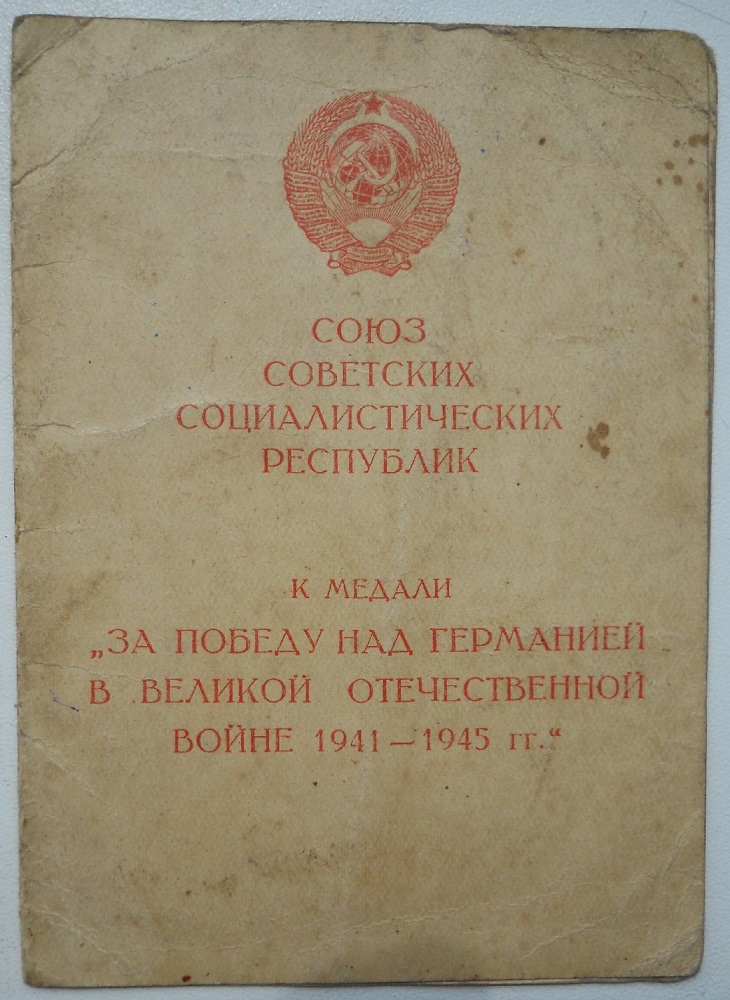 СОЮЗ
СОВЕТСКИХ
СОЦИАЛИСТИЧЕСКИХ
РЕСПУБЛИК
К МЕДАЛИ
„ЗА ПОБЕДУ НАД ГЕРМАНИЕЙ
В ВЕЛИКОЙ ОТЕЧЕСТВЕННОЙ
ВОЙНЕ 1941—1945 гг.“